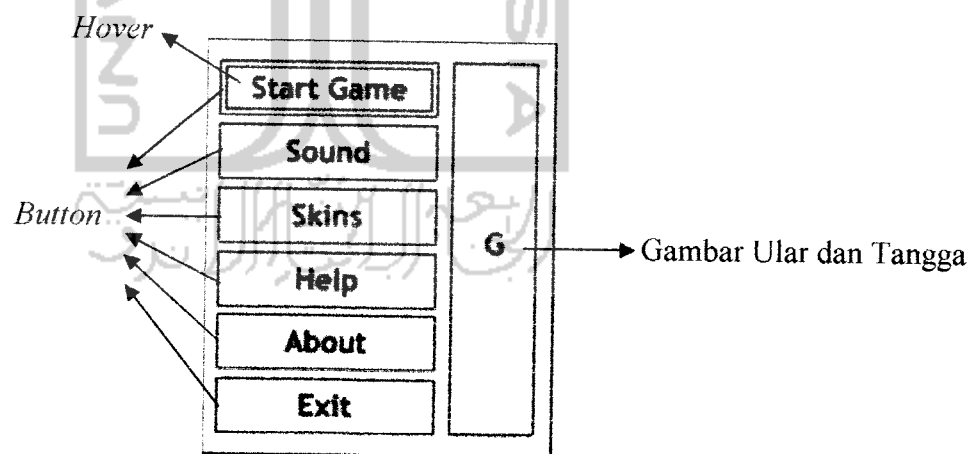 Hover
Start Game
Sound
Skins
Button
G
Gambar Ular dan Tangga
Help
About
Exit